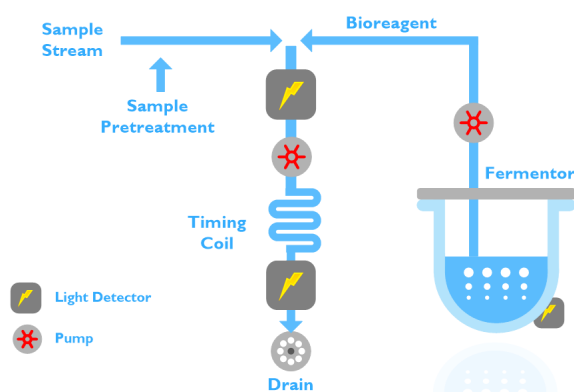 Sample
Stream
Bioreagent
Sample
Pretreatment
Fermentor
Timing
Coil
Light Detector
Pump
Drain